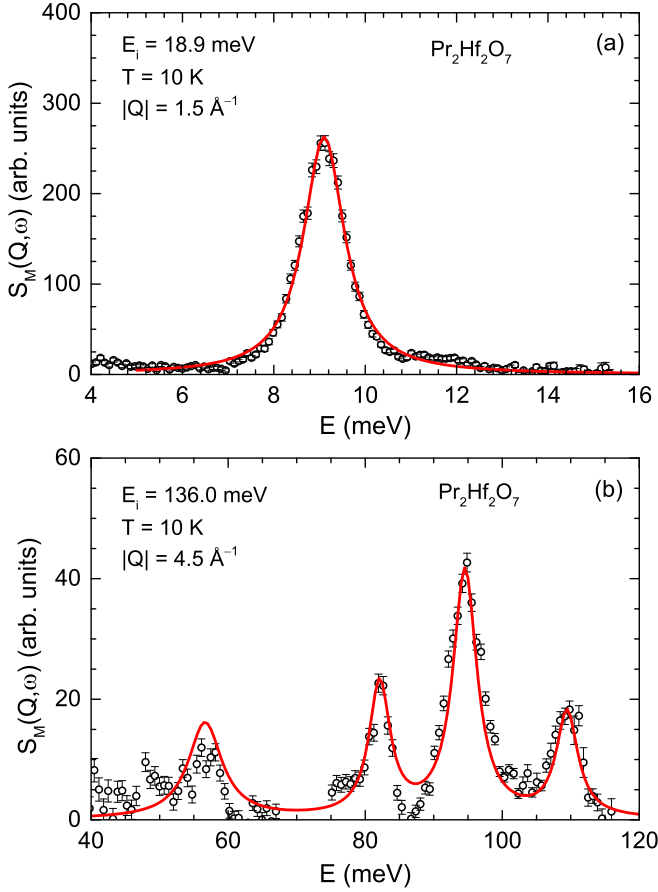 400
E_i = 18.9 meV
Pr₂Hf₂O₇
(a)
T = 10 K
|Q| = 1.5 Å⁻¹
300
200
100
0
S_M(Q,ω) (arb. units)
4 6 8 10 12 14 16
E (meV)
60
E_i = 136.0 meV
Pr₂Hf₂O₇
(b)
T = 10 K
|Q| = 4.5 Å⁻¹
40
20
0
S_M(Q,ω) (arb. units)
40 60 80 100 120
E (meV)